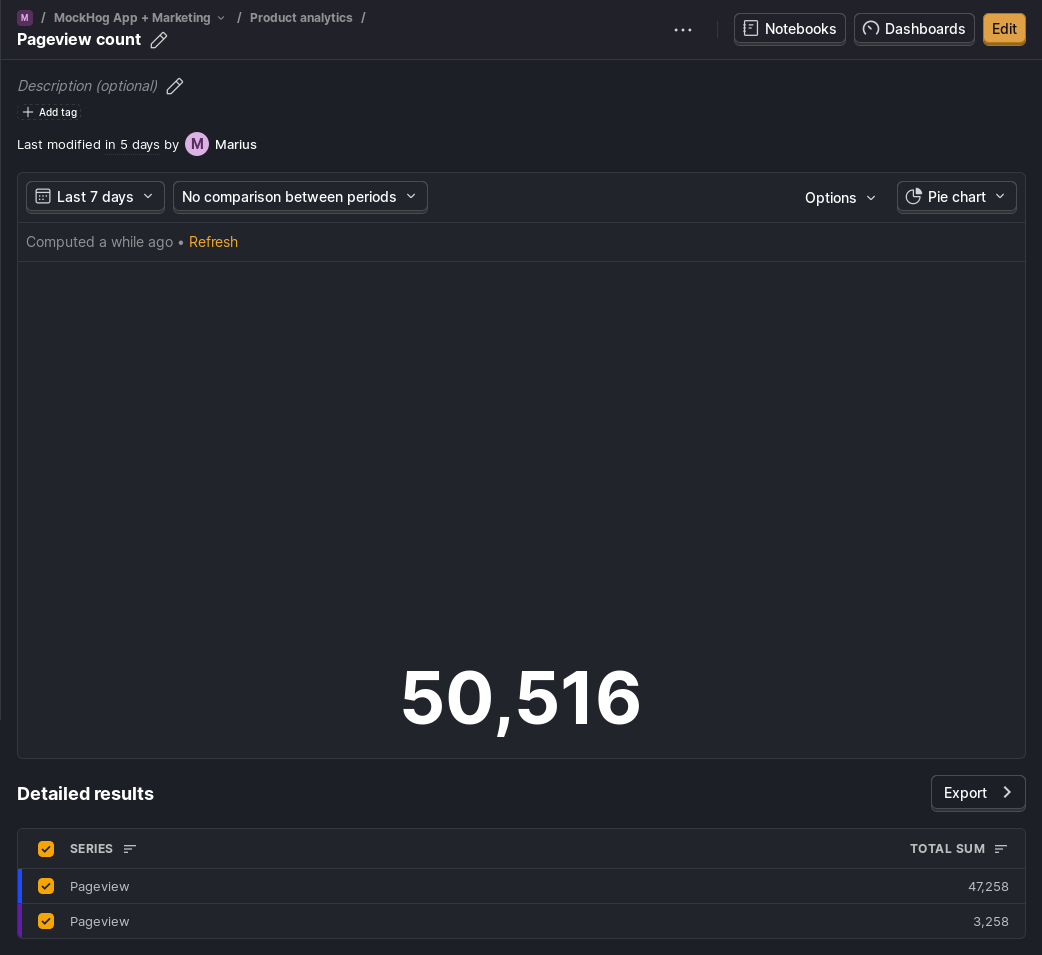 M / MockHog App + Marketing / Product analytics /
Pageview count
Notebooks Dashboards Edit
Description (optional)
Add tag
Last modified in 5 days by M Marius
Last 7 days No comparison between periods Options Pie chart
Computed a while ago • Refresh
50,516
Detailed results Export
SERIES TOTAL SUM
Pageview 47,258
Pageview 3,258